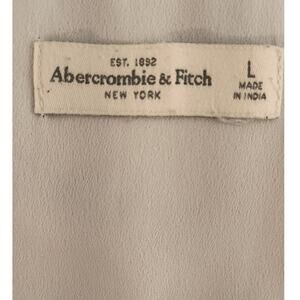 EST. 1892
Abercrombie & Fitch
NEW YORK
L
MADE
IN INDIA